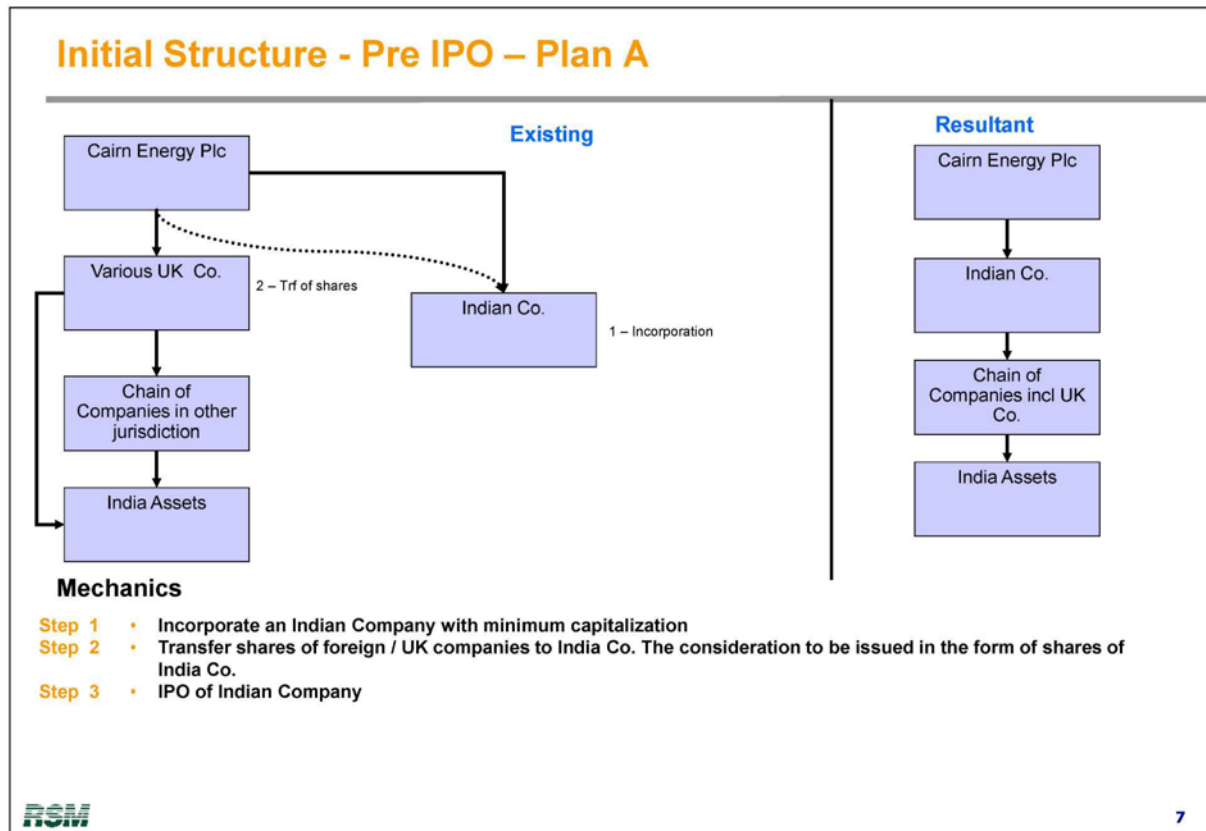 Initial Structure - Pre IPO – Plan A
Existing
Cairn Energy Plc
Various UK Co.
2 – Trf of shares
Indian Co.
1 – Incorporation
Chain of
Companies in other
jurisdiction
India Assets
Resultant
Cairn Energy Plc
Indian Co.
Chain of
Companies incl UK
Co.
India Assets
Mechanics
Step 1 • Incorporate an Indian Company with minimum capitalization
Step 2 • Transfer shares of foreign / UK companies to India Co. The consideration to be issued in the form of shares of
India Co.
Step 3 • IPO of Indian Company
RSM
7